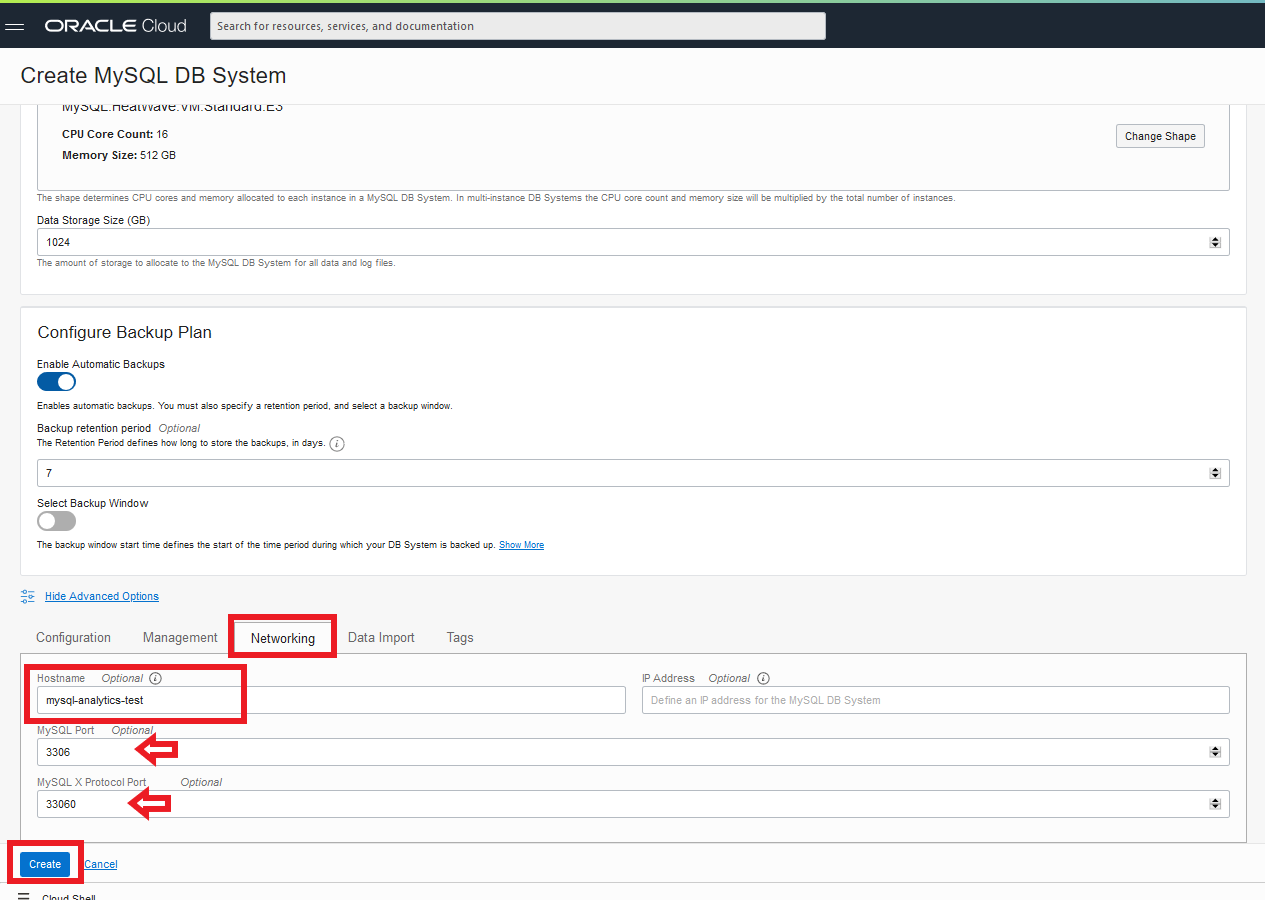 ORACLE Cloud
Search for resources, services, and documentation
Create MySQL DB System
MySQL.HeatWave.VM.Standard.E3
CPU Core Count: 16
Memory Size: 512 GB
Change Shape
The shape determines CPU cores and memory allocated to each instance in a MySQL DB System. In multi-instance DB Systems the CPU core count and memory size will be multiplied by the total number of instances.
Data Storage Size (GB)
1024
The amount of storage to allocate to the MySQL DB System for all data and log files.
Configure Backup Plan
Enable Automatic Backups
Enables automatic backups. You must also specify a retention period, and select a backup window.
Backup retention period Optional
The Retention Period defines how long to store the backups, in days.
7
Select Backup Window
The backup window start time defines the start of the time period during which your DB System is backed up. Show More
Hide Advanced Options
Configuration Management Networking Data Import Tags
Hostname Optional
mysql-analytics-test
IP Address Optional
Define an IP address for the MySQL DB System
MySQL Port Optional
3306
MySQL X Protocol Port Optional
33060
Create Cancel
Cloud Shell